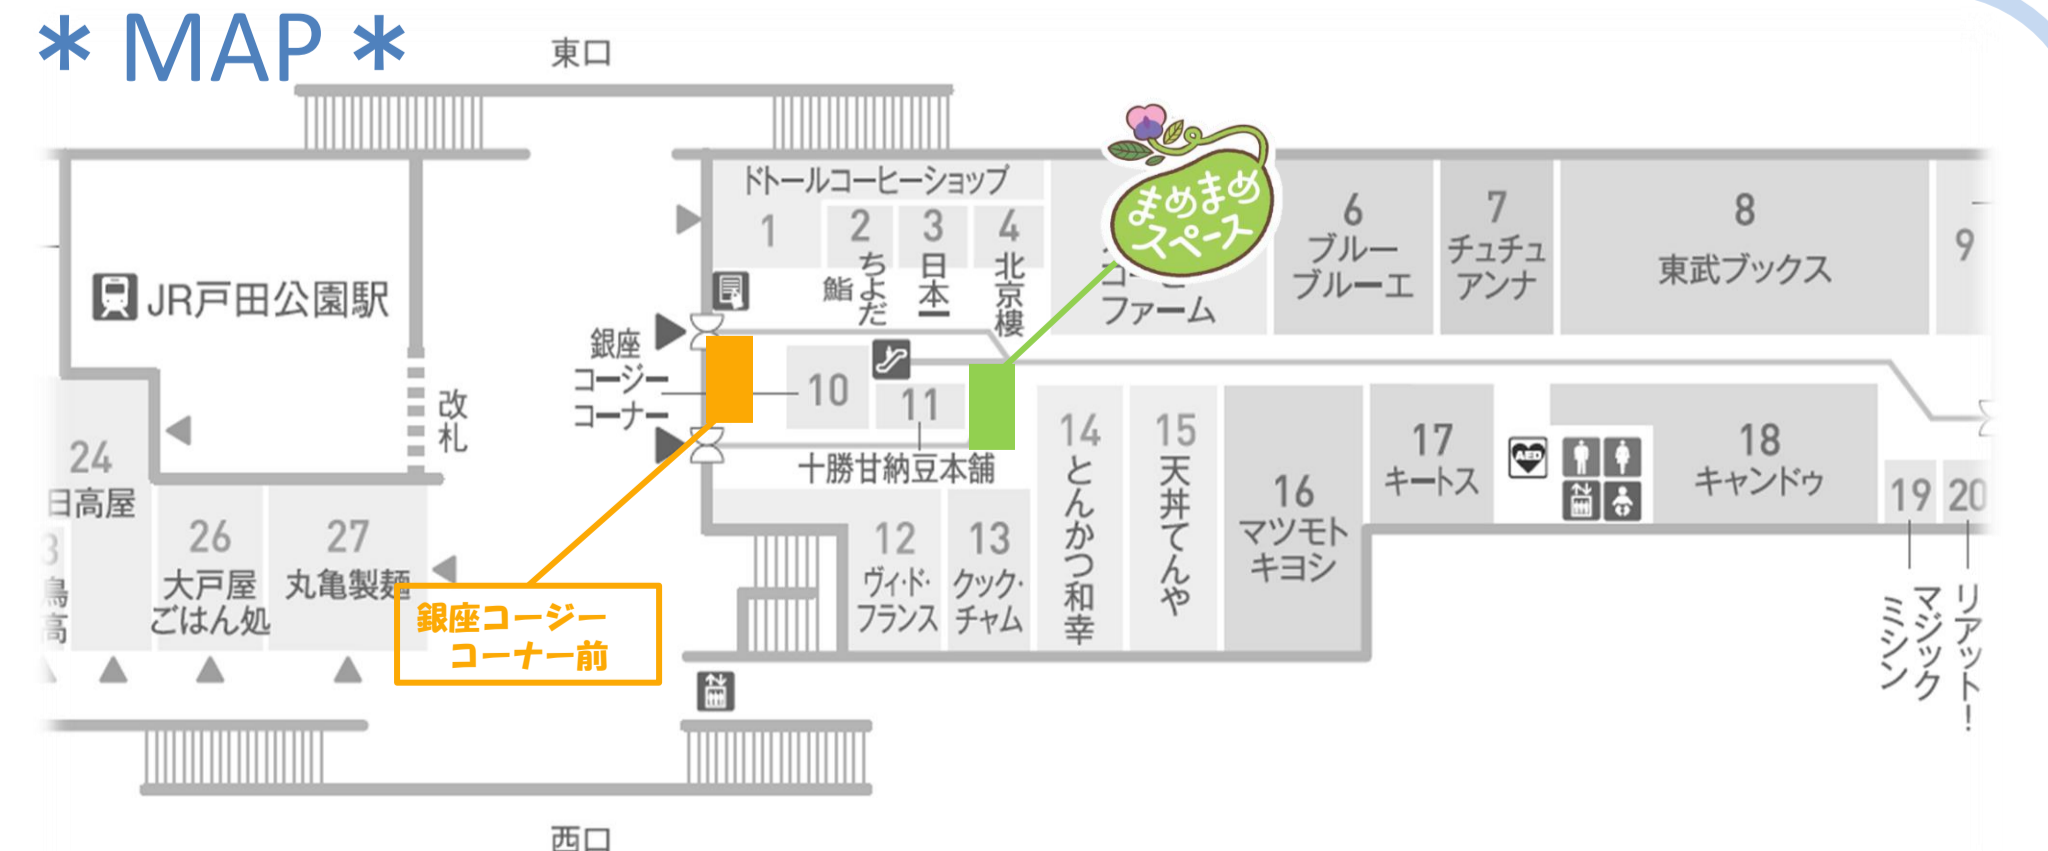 * MAP *
東口
ドトールコーヒーショップ
1
2
ちよだ
鮨
3
日本一
4
北京樓
まめまめ
スペース
コーヒー
ファーム
6
ブルー
ブルーエ
7
チュチュ
アンナ
8
東武ブックス
9
JR戸田公園駅
改札
銀座
コージー
コーナー
10
11
十勝甘納豆本舗
12
ヴィ・ド・
フランス
13
クック・
チャム
14
とんかつ和幸
15
天丼てんや
16
マツモト
キヨシ
17
キートス
AED
18
キャンドゥ
19
マジック
ミシン
20
リアット!
24
日高屋
3
鳥
高
26
大戸屋
ごはん処
27
丸亀製麺
銀座コージー
コーナー前
西口